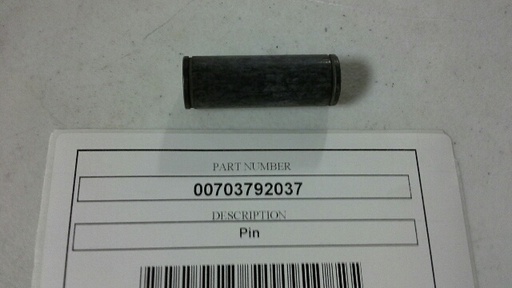 PART NUMBER
00703792037
DESCRIPTION
Pin